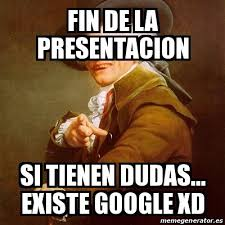 FIN DE LA
PRESENTACION
SI TIENEN DUDAS...
EXISTE GOOGLE XD
memegenerator.es